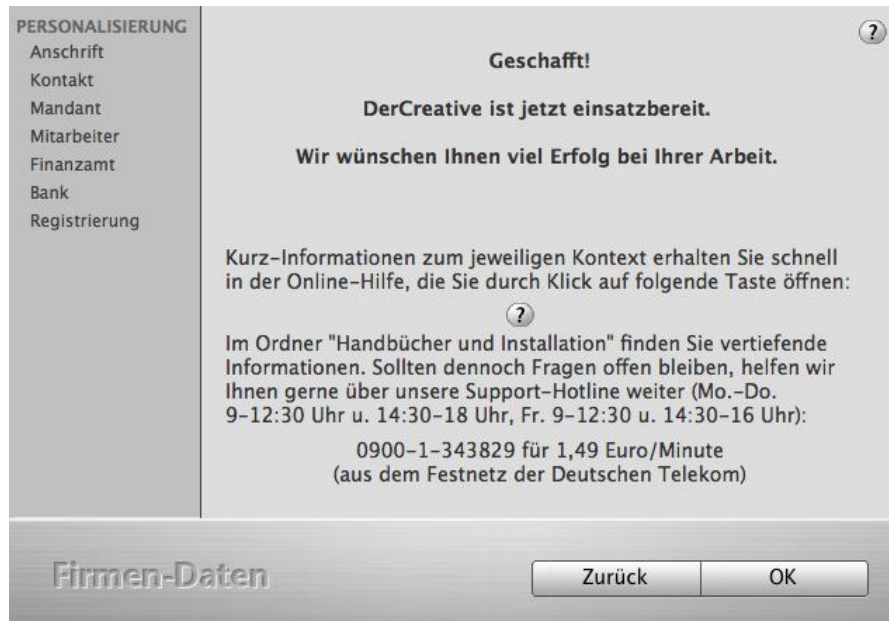 PERSONALISIERUNG
Anschrift
Kontakt
Mandant
Mitarbeiter
Finanzamt
Bank
Registrierung
?
Geschafft!
DerCreative ist jetzt einsatzbereit.
Wir wünschen Ihnen viel Erfolg bei Ihrer Arbeit.
Kurz-Informationen zum jeweiligen Kontext erhalten Sie schnell
in der Online-Hilfe, die Sie durch Klick auf folgende Taste öffnen:
?
Im Ordner "Handbücher und Installation" finden Sie vertiefende
Informationen. Sollten dennoch Fragen offen bleiben, helfen wir
Ihnen gerne über unsere Support-Hotline weiter (Mo.-Do.
9-12:30 Uhr u. 14:30-18 Uhr, Fr. 9-12:30 u. 14:30-16 Uhr):
0900-1-343829 für 1,49 Euro/Minute
(aus dem Festnetz der Deutschen Telekom)
Firmen-Daten
Zurück
OK